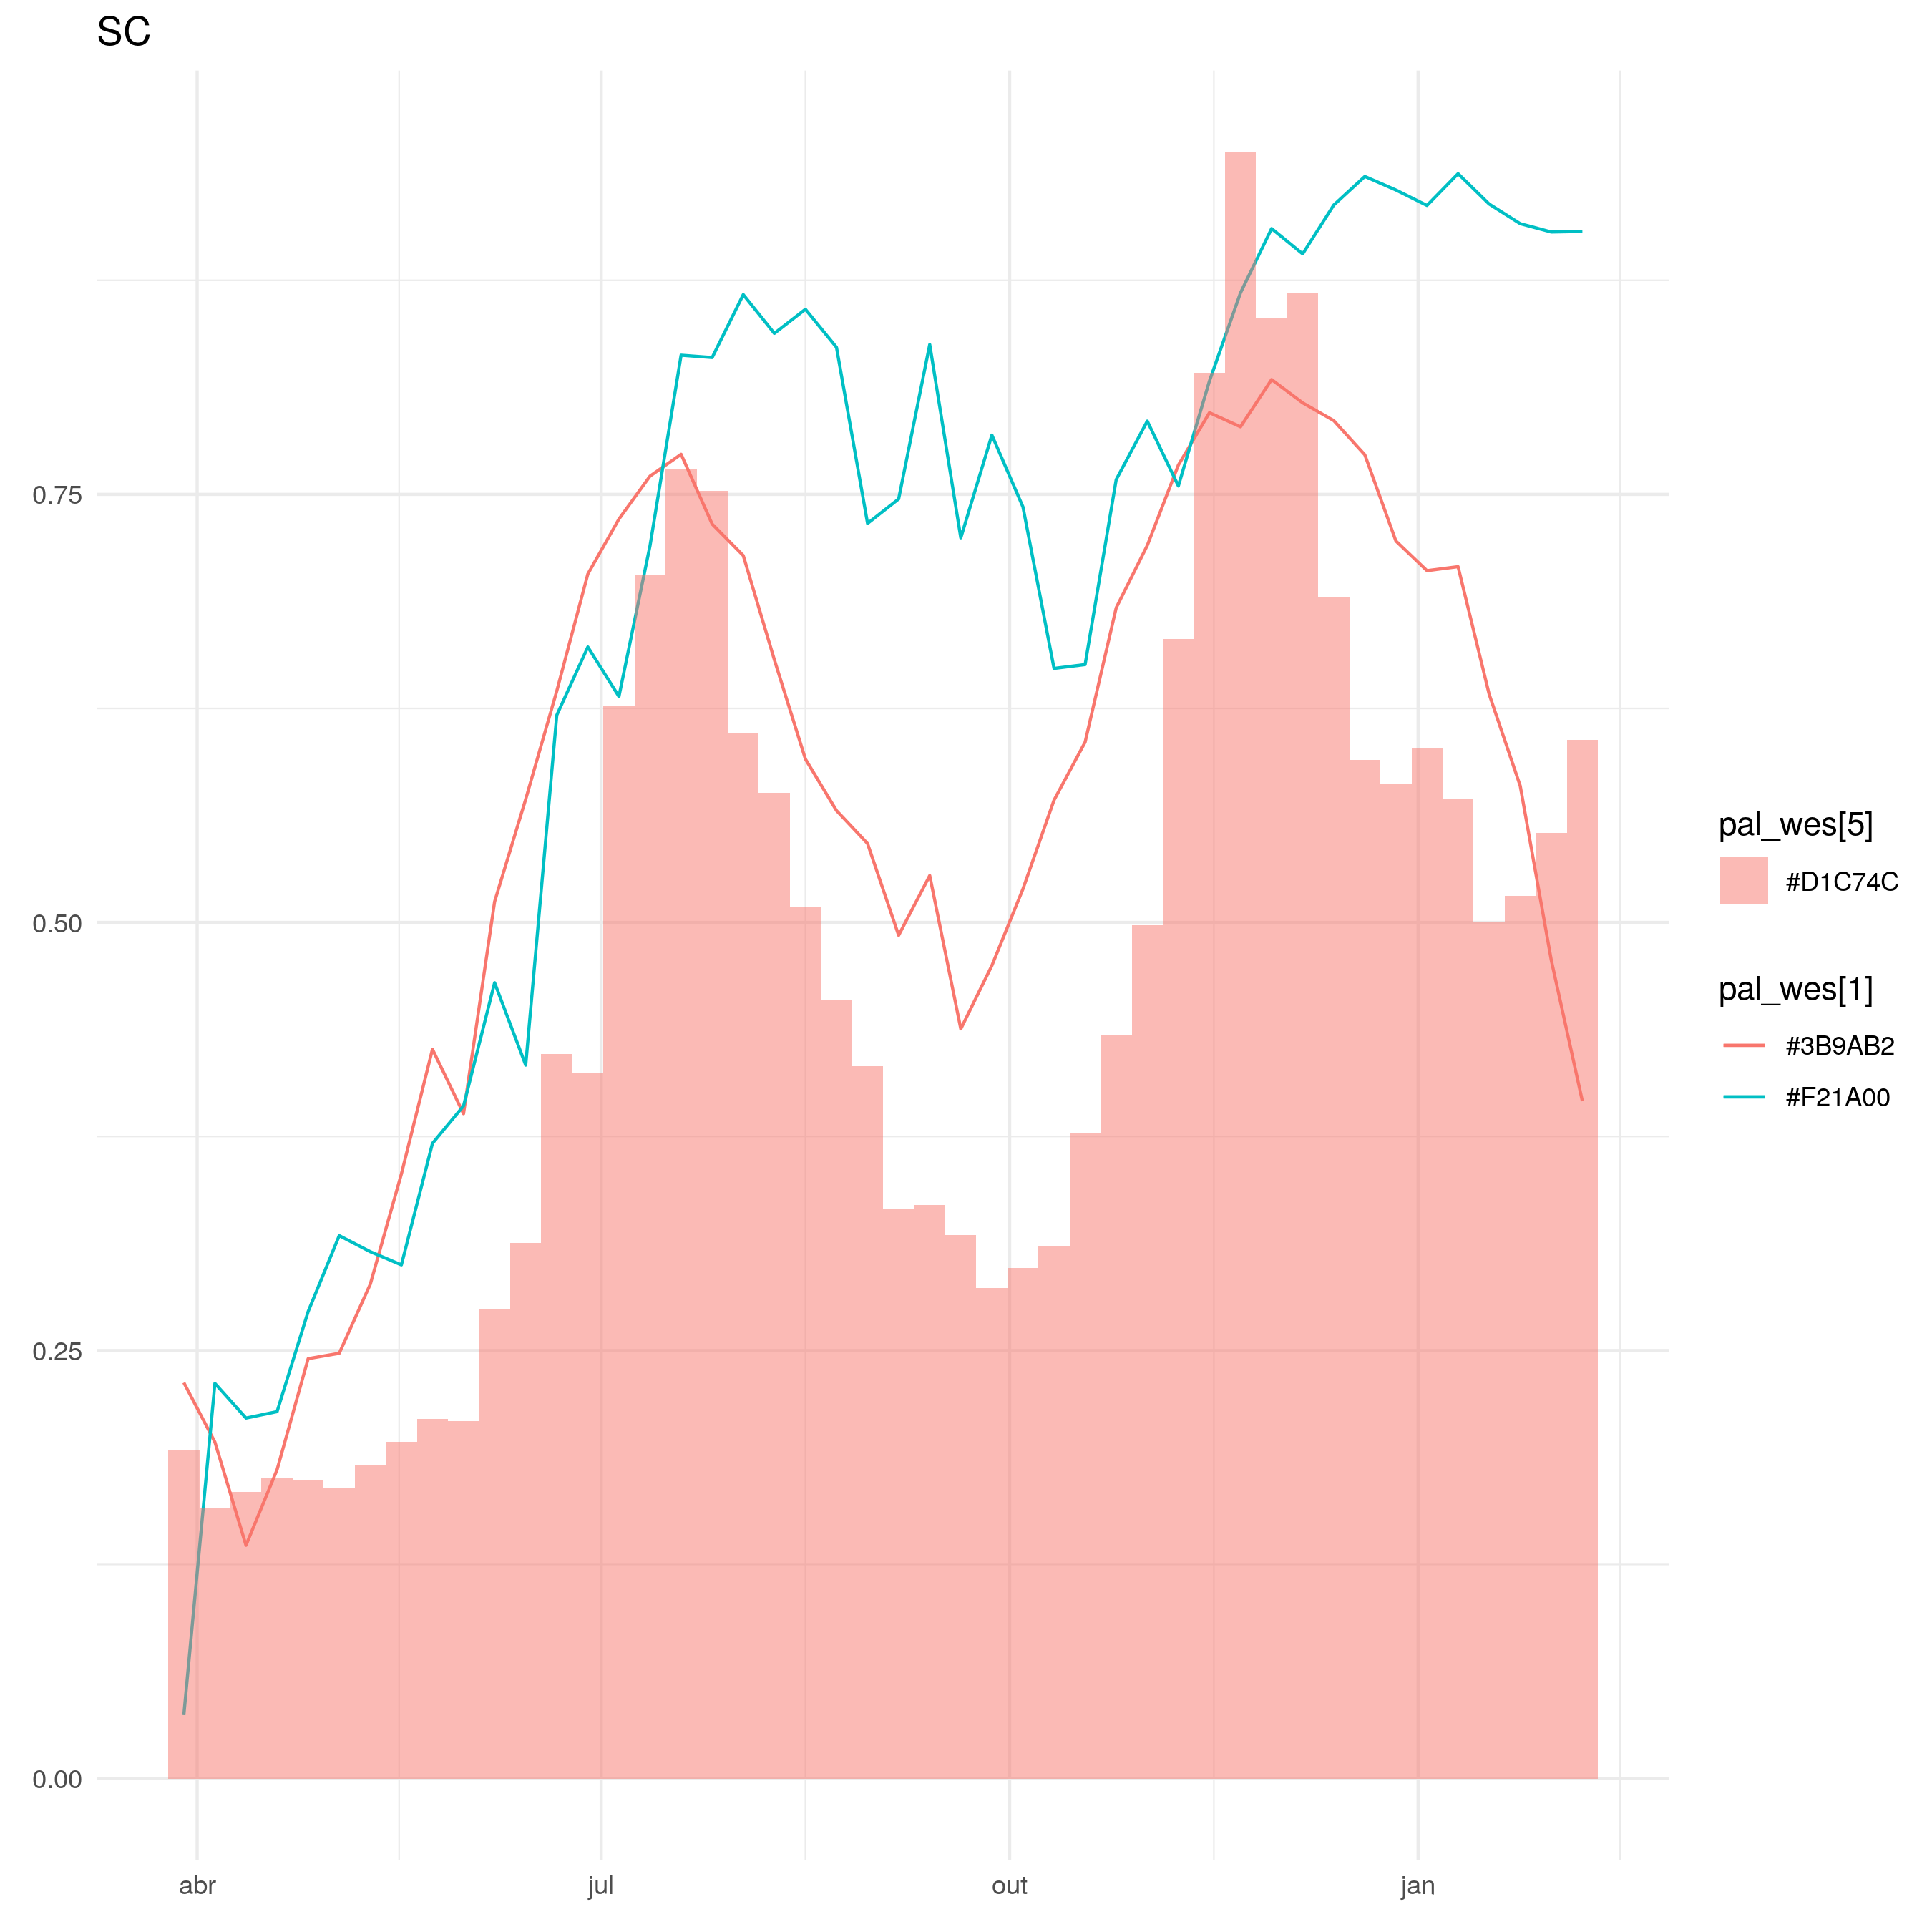 SC
0.75
0.50
0.25
0.00
abr
jul
out
jan
pal_wes[5]
#D1C74C
pal_wes[1]
#3B9AB2
#F21A00